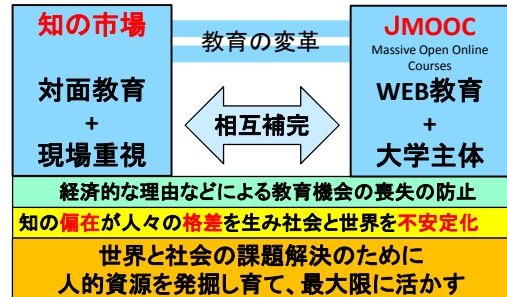 知の市場
対面教育
+
現場重視
教育の変革
相互補完
JMOOC
Massive Open Online
Courses
WEB教育
+
大学主体
経済的な理由などによる教育機会の喪失の防止
知の偏在が人々の格差を生み社会と世界を不安定化
世界と社会の課題解決のために
人的資源を発掘し育て、最大限に活かす